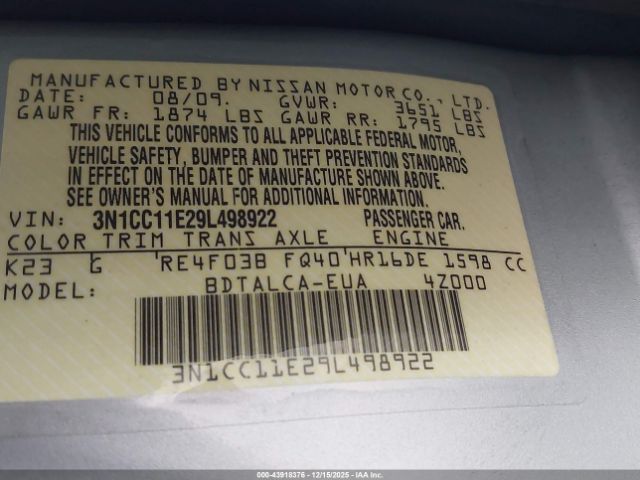 MANUFACTURED BY NISSAN MOTOR CO., LTD.
DATE: 08/09. GVWR: 3651 LBS
GAWR FR: 1874 LBS GAWR RR: 1795 LBS
THIS VEHICLE CONFORMS TO ALL APPLICABLE FEDERAL MOTOR,
VEHICLE SAFETY, BUMPER AND THEFT PREVENTION STANDARDS
IN EFFECT ON THE DATE OF MANUFACTURE SHOWN ABOVE.
SEE OWNER'S MANUAL FOR ADDITIONAL INFORMATION.
VIN: 3N1CC11E29L498922 PASSENGER CAR.
COLOR TRIM TRANS AXLE ENGINE
K23 G RE4F03B FQ40 HR16DE 1598 CC
MODEL: BDTALCA-EUA 4Z000
3N1CC11E29L498922
000-43918376 - 12/15/2025 - IAA Inc.